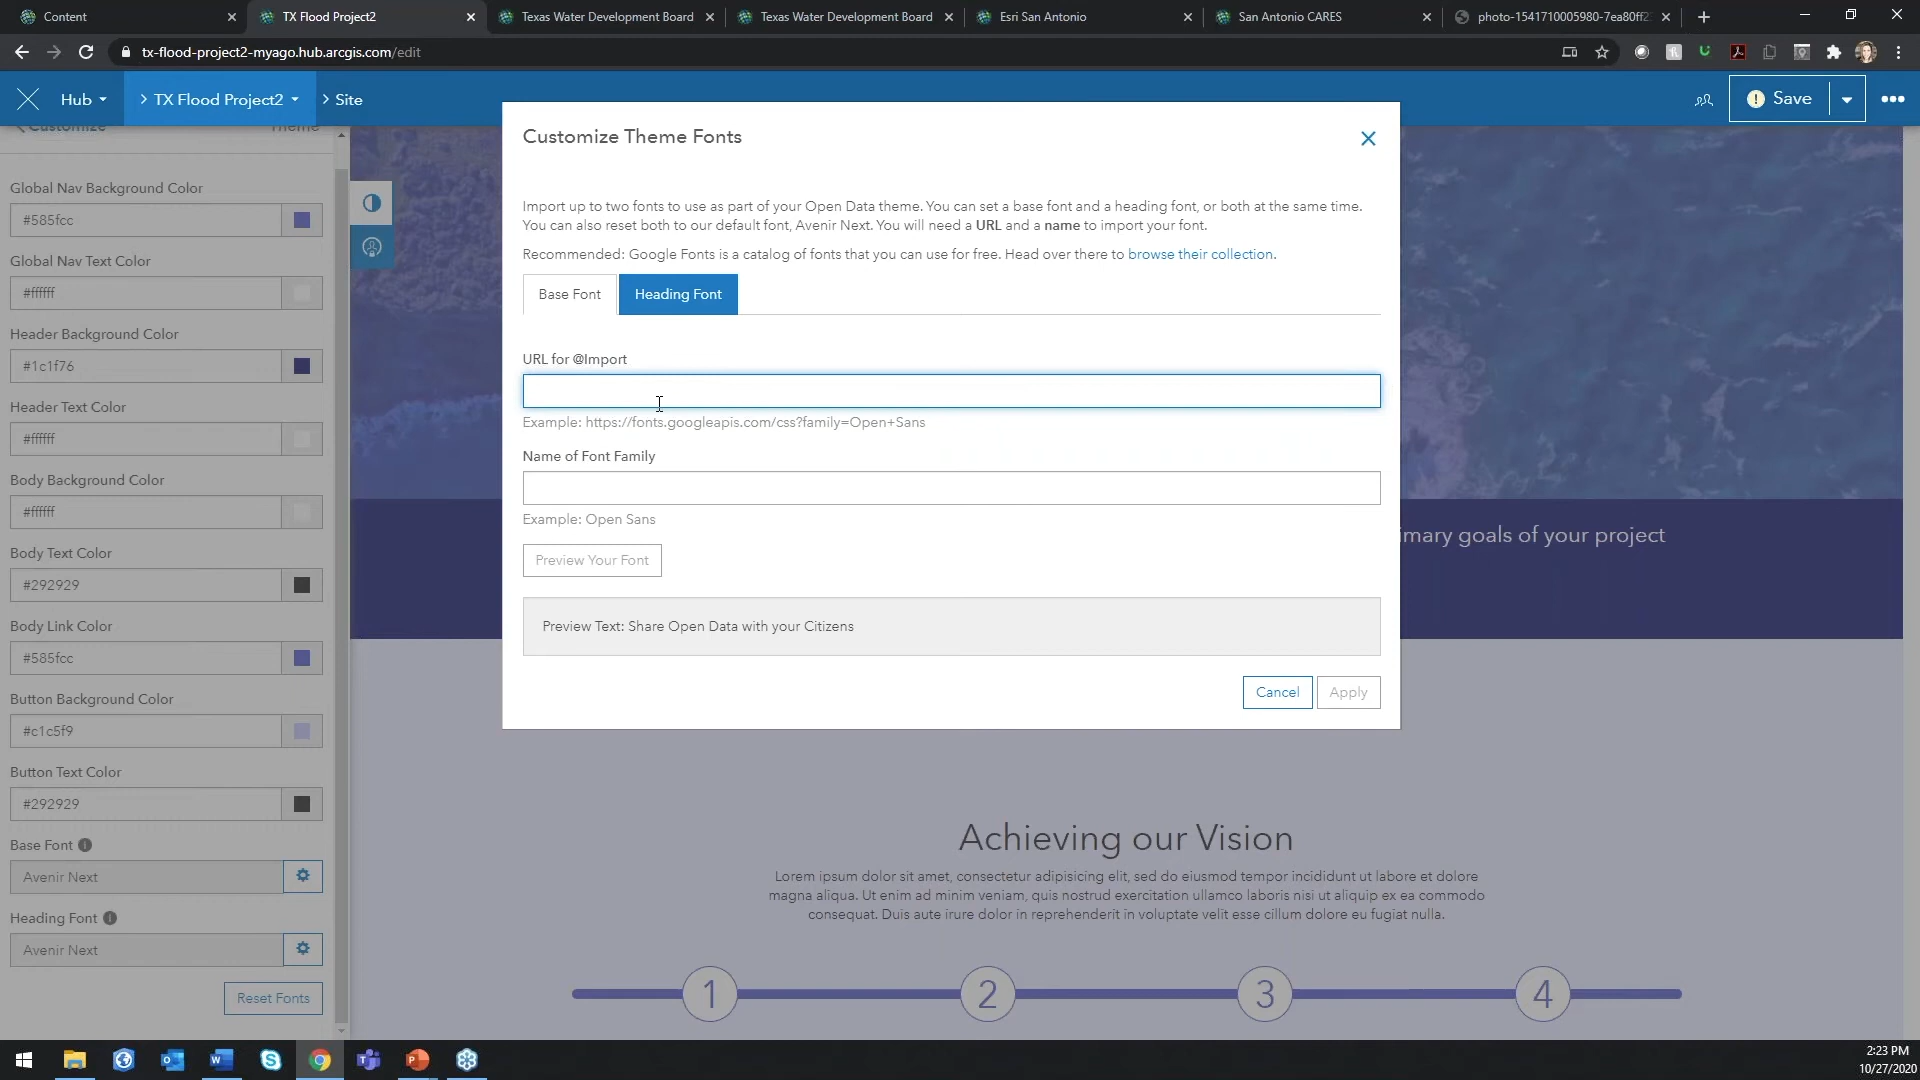 Content
TX Flood Project2
Texas Water Development Board
Texas Water Development Board
Esri San Antonio
San Antonio CARES
photo-1541710005980-7ea80ff2
tx-flood-project2-myago.hub.arcgis.com/edit
Hub
TX Flood Project2
Site
Save
Customize
Theme
Global Nav Background Color
#585fcc
Global Nav Text Color
#ffffff
Header Background Color
#1c1f76
Header Text Color
#ffffff
Body Background Color
#ffffff
Body Text Color
#292929
Body Link Color
#585fcc
Button Background Color
#c1c5f9
Button Text Color
#292929
Base Font
Avenir Next
Heading Font
Avenir Next
Reset Fonts
Customize Theme Fonts
Import up to two fonts to use as part of your Open Data theme. You can set a base font and a heading font, or both at the same time.
You can also reset both to our default font, Avenir Next. You will need a URL and a name to import your font.
Recommended: Google Fonts is a catalog of fonts that you can use for free. Head over there to browse their collection.
Base Font
Heading Font
URL for @Import
Example: https://fonts.googleapis.com/css?family=Open+Sans
Name of Font Family
Example: Open Sans
Preview Your Font
Preview Text: Share Open Data with your Citizens
Cancel
Apply
imary goals of your project
Achieving our Vision
Lorem ipsum dolor sit amet, consectetur adipisicing elit, sed do eiusmod tempor incididunt ut labore et dolore
magna aliqua. Ut enim ad minim veniam, quis nostrud exercitation ullamco laboris nisi ut aliquip ex ea commodo
consequat. Duis aute irure dolor in reprehenderit in voluptate velit esse cillum dolore eu fugiat nulla.
1
2
3
4
2:23 PM
10/27/2020